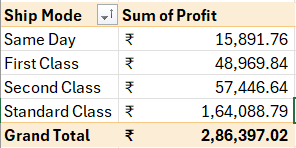 Ship Mode Sum of Profit
Same Day ₹ 15,891.76
First Class ₹ 48,969.84
Second Class ₹ 57,446.64
Standard Class ₹ 1,64,088.79
Grand Total ₹ 2,86,397.02